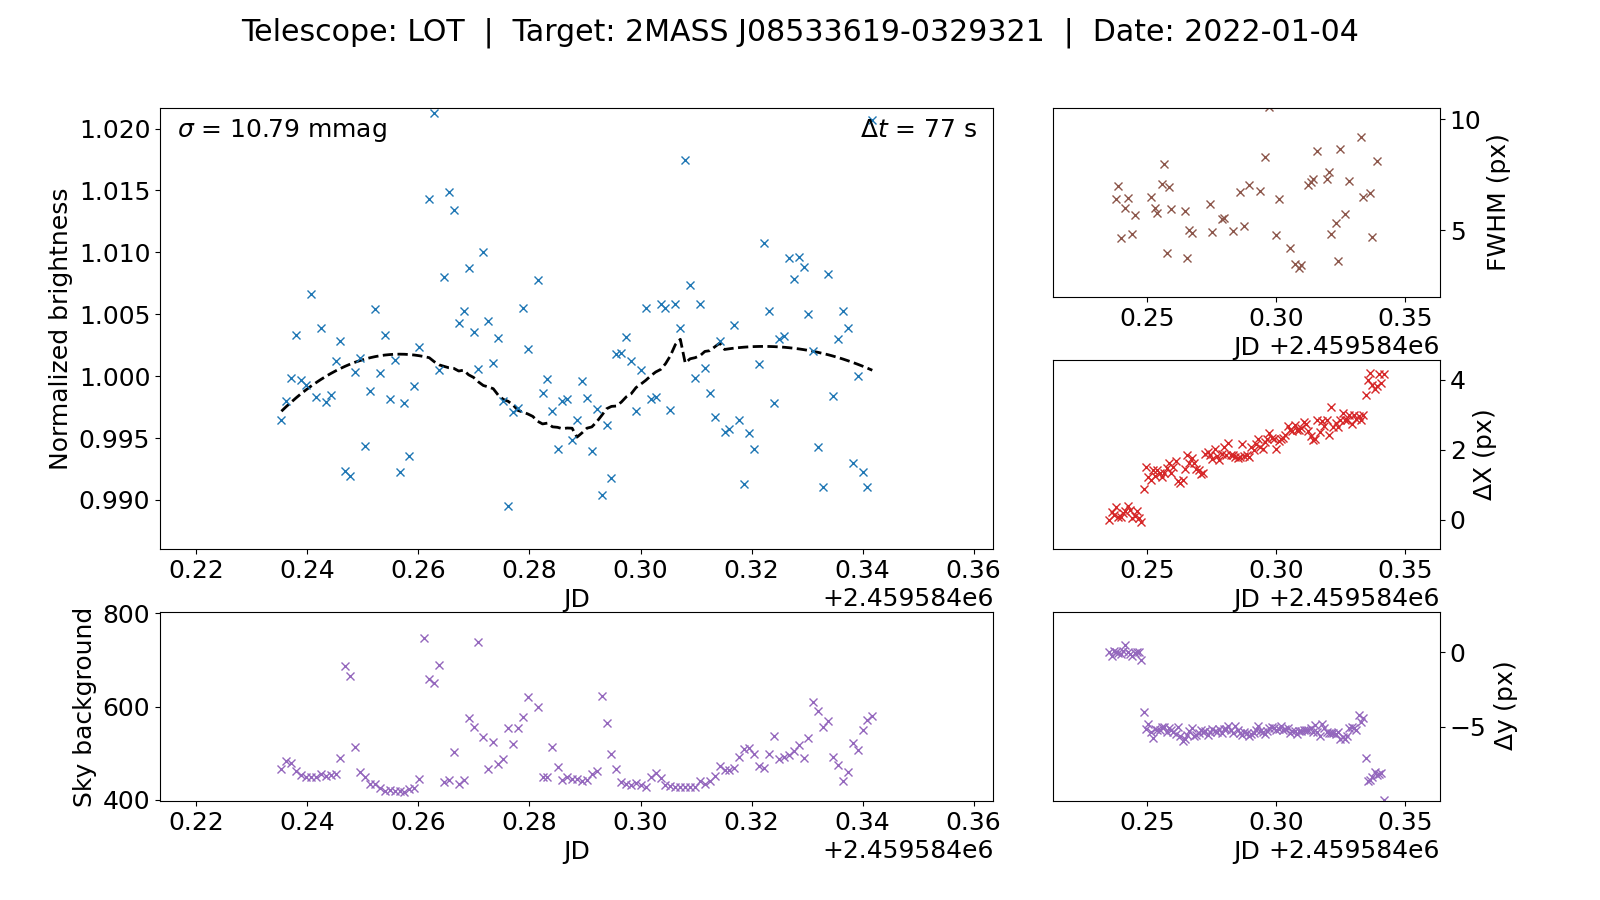 Telescope: LOT | Target: 2MASS J08533619-0329321 | Date: 2022-01-04
σ = 10.79 mmag
Δt = 77 s
Normalized brightness
1.020
1.015
1.010
1.005
1.000
0.995
0.990
0.22 0.24 0.26 0.28 0.30 0.32 0.34 0.36
JD
+2.459584e6
10
5
FWHM (px)
0.25 0.30 0.35
JD +2.459584e6
4
2
0
ΔX (px)
0.25 0.30 0.35
JD +2.459584e6
Sky background
800
600
400
0.22 0.24 0.26 0.28 0.30 0.32 0.34 0.36
JD
+2.459584e6
0
−5
Δy (px)
0.25 0.30 0.35
JD +2.459584e6